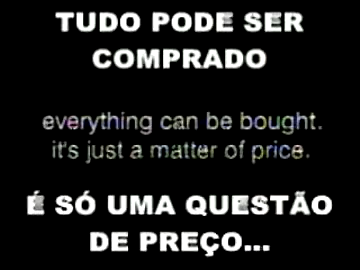 TUDO PODE SER
COMPRADO
everything can be bought.
it's just a matter of price.
É SÓ UMA QUESTÃO
DE PREÇO...